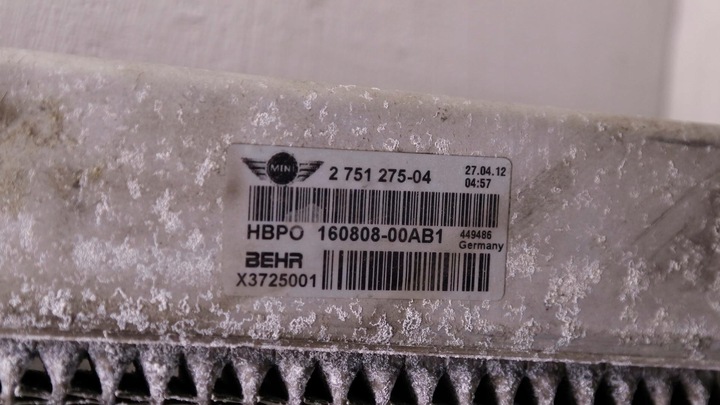 MINI
2 751 275-04
27.04.12
04:57
HBPO 160808-00AB1
449486
Germany
BEHR
X3725001